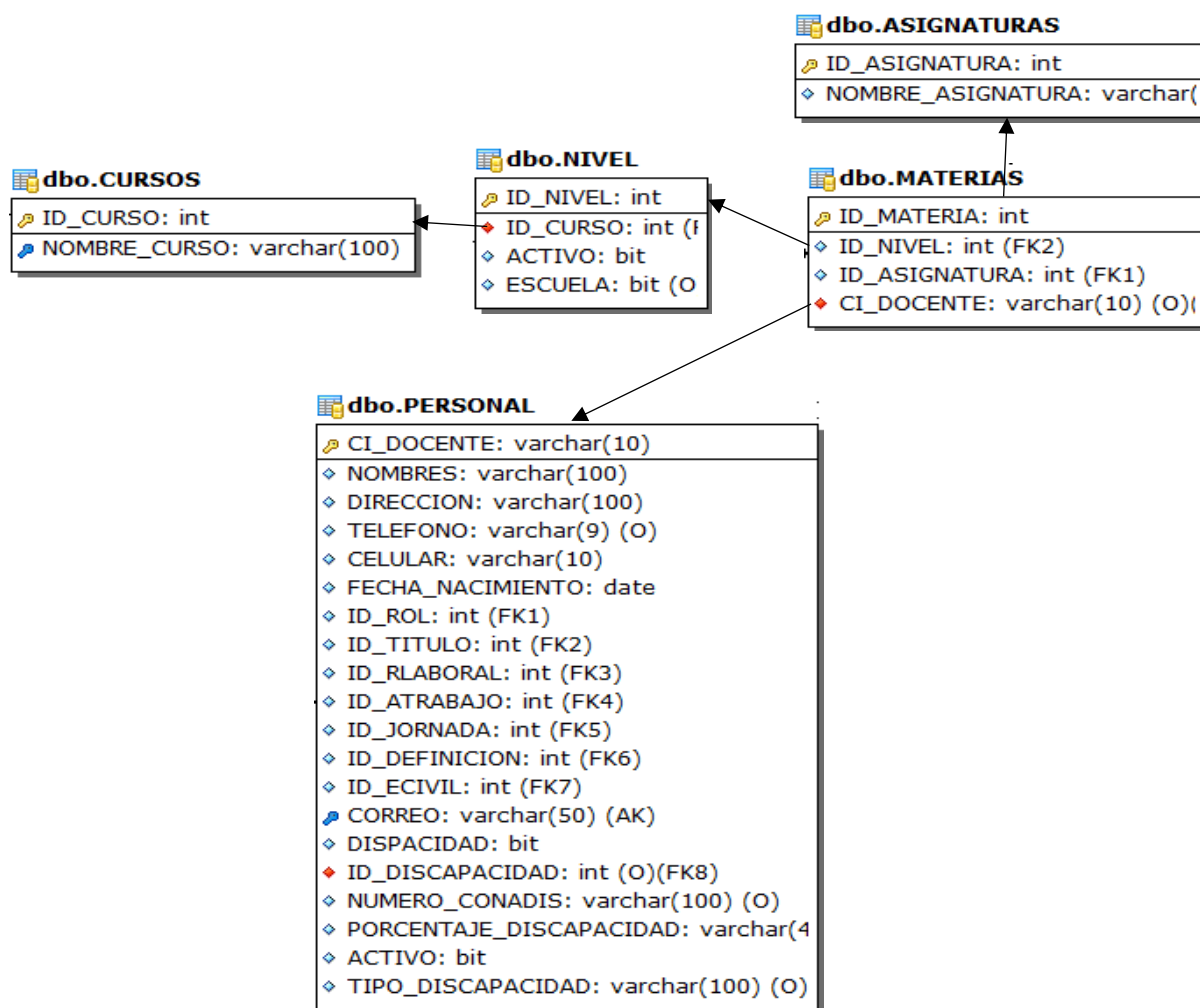 dbo.ASIGNATURAS
ID_ASIGNATURA: int
NOMBRE_ASIGNATURA: varchar(
dbo.CURSOS
ID_CURSO: int
NOMBRE_CURSO: varchar(100)
dbo.NIVEL
ID_NIVEL: int
ID_CURSO: int (F
ACTIVO: bit
ESCUELA: bit (O
dbo.MATERIAS
ID_MATERIA: int
ID_NIVEL: int (FK2)
ID_ASIGNATURA: int (FK1)
CI_DOCENTE: varchar(10) (O)(
dbo.PERSONAL
CI_DOCENTE: varchar(10)
NOMBRES: varchar(100)
DIRECCION: varchar(100)
TELEFONO: varchar(9) (O)
CELULAR: varchar(10)
FECHA_NACIMIENTO: date
ID_ROL: int (FK1)
ID_TITULO: int (FK2)
ID_RLABORAL: int (FK3)
ID_ATRABAJO: int (FK4)
ID_JORNADA: int (FK5)
ID_DEFINICION: int (FK6)
ID_ECIVIL: int (FK7)
CORREO: varchar(50) (AK)
DISPACIDAD: bit
ID_DISCAPACIDAD: int (O)(FK8)
NUMERO_CONADIS: varchar(100) (O)
PORCENTAJE_DISCAPACIDAD: varchar(4
ACTIVO: bit
TIPO_DISCAPACIDAD: varchar(100) (O)